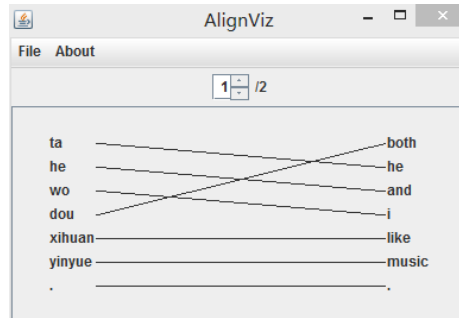 AlignViz
File About
1 /2
ta both
he he
wo and
dou i
xihuan like
yinyue music
. .